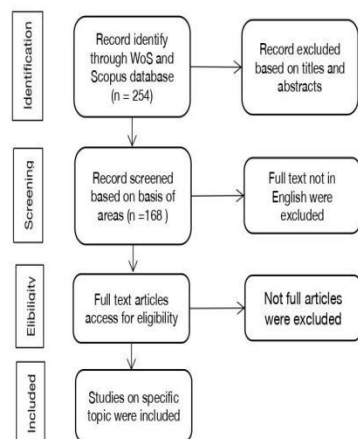 Identification
Record identify
through WoS and
Scopus database
(n = 254)
Record excluded
based on titles and
abstracts
Screening
Record screened
based on basis of
areas (n =168 )
Full text not in
English were
excluded
Elibiliqity
Full text articles
access for eligibility
Not full articles
were excluded
Included
Studies on specific
topic were included